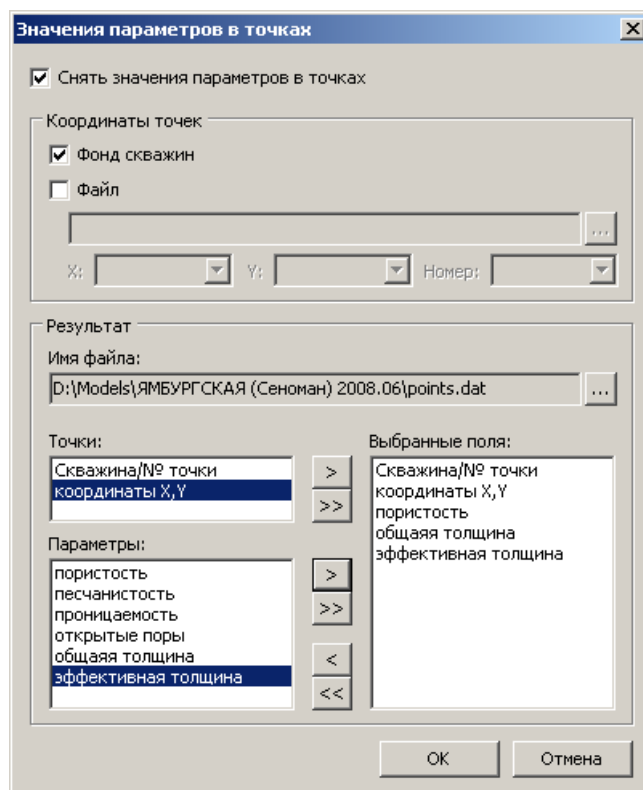 Значения параметров в точках
Снять значения параметров в точках
Координаты точек
Фонд скважин
Файл
...
X:
Y:
Номер:
Результат
Имя файла:
D:\Models\ЯМБУРГСКАЯ (Сеноман) 2008.06\points.dat
...
Точки:
Скважина/№ точки
координаты X,Y
>
>>
Параметры:
пористость
песчанистость
проницаемость
открытые поры
общаяя толщина
эффективная толщина
>
>>
<
<<
Выбранные поля:
Скважина/№ точки
координаты X,Y
пористость
общаяя толщина
эффективная толщина
OK
Отмена